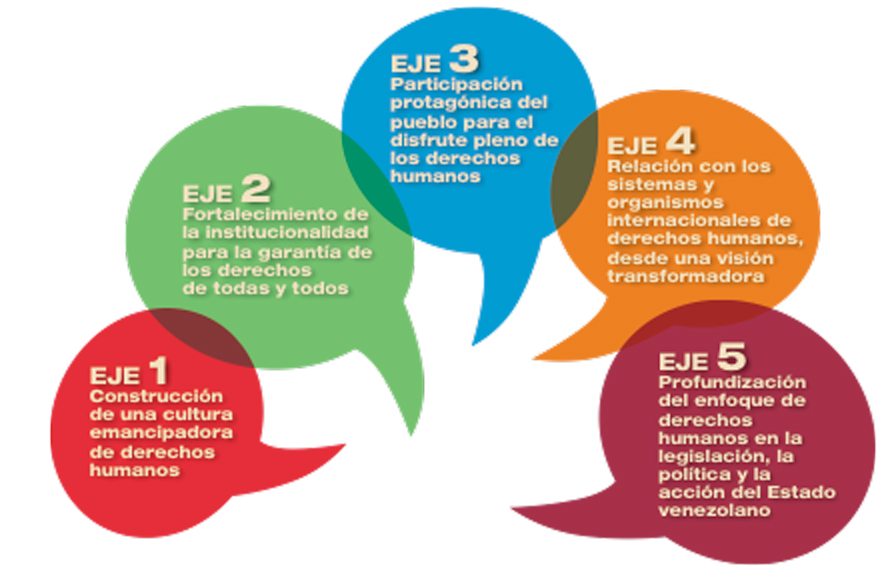 EJE 1
Construcción
de una cultura
emancipadora
de derechos
humanos
EJE 2
Fortalecimiento de
la institucionalidad
para la garantía de
los derechos
de todas y todos
EJE 3
Participación
protagónica del
pueblo para el
disfrute pleno de
los derechos
humanos
EJE 4
Relación con los
sistemas y
organismos
internacionales de
derechos humanos,
desde una visión
transformadora
EJE 5
Profundización
del enfoque de
derechos
humanos en la
legislación, la
política y la
acción del Estado
venezolano